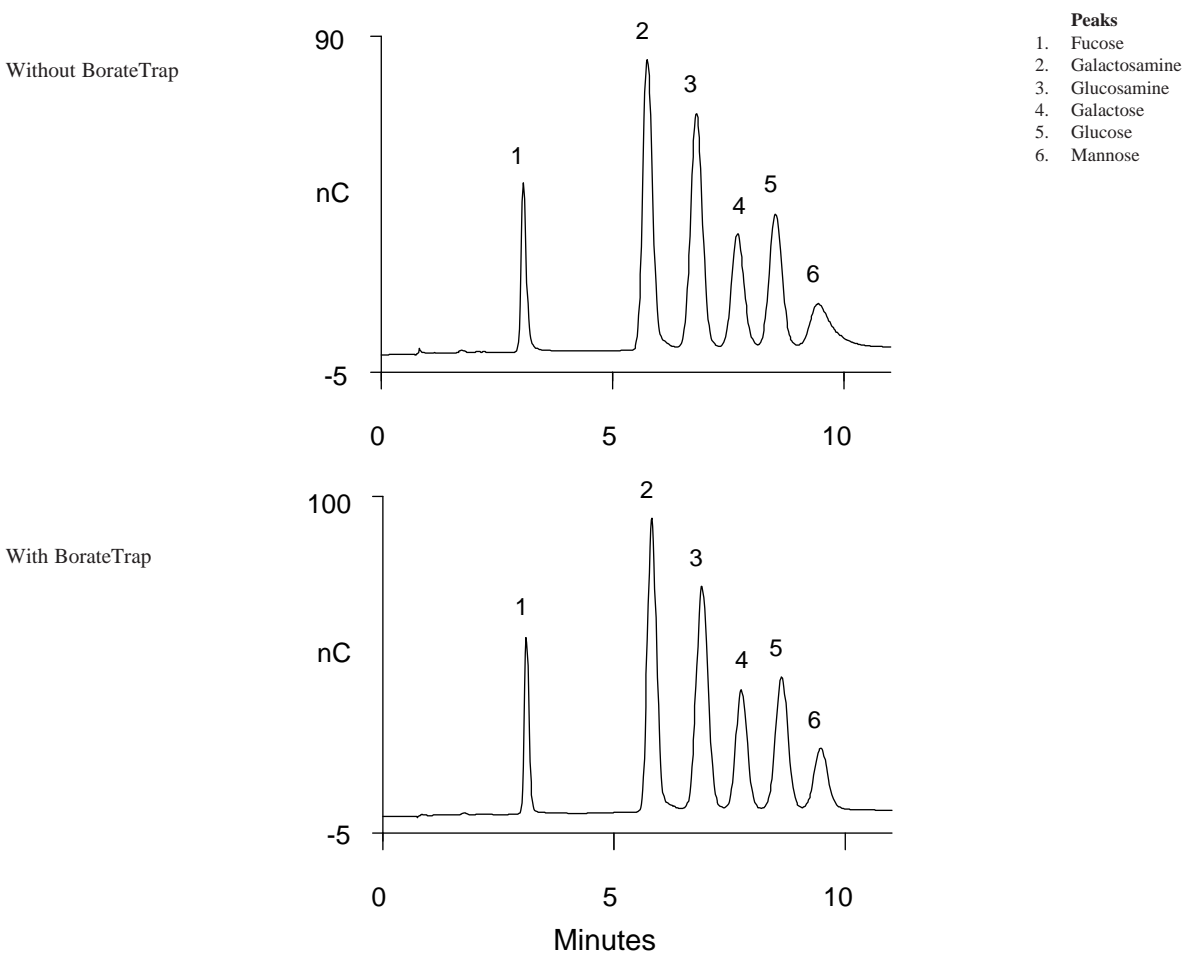 Without BorateTrap
90
nC
-5
1
2
3
4
5
6
0
5
10
Peaks
1. Fucose
2. Galactosamine
3. Glucosamine
4. Galactose
5. Glucose
6. Mannose
With BorateTrap
100
nC
-5
1
2
3
4
5
6
0
5
10
Minutes